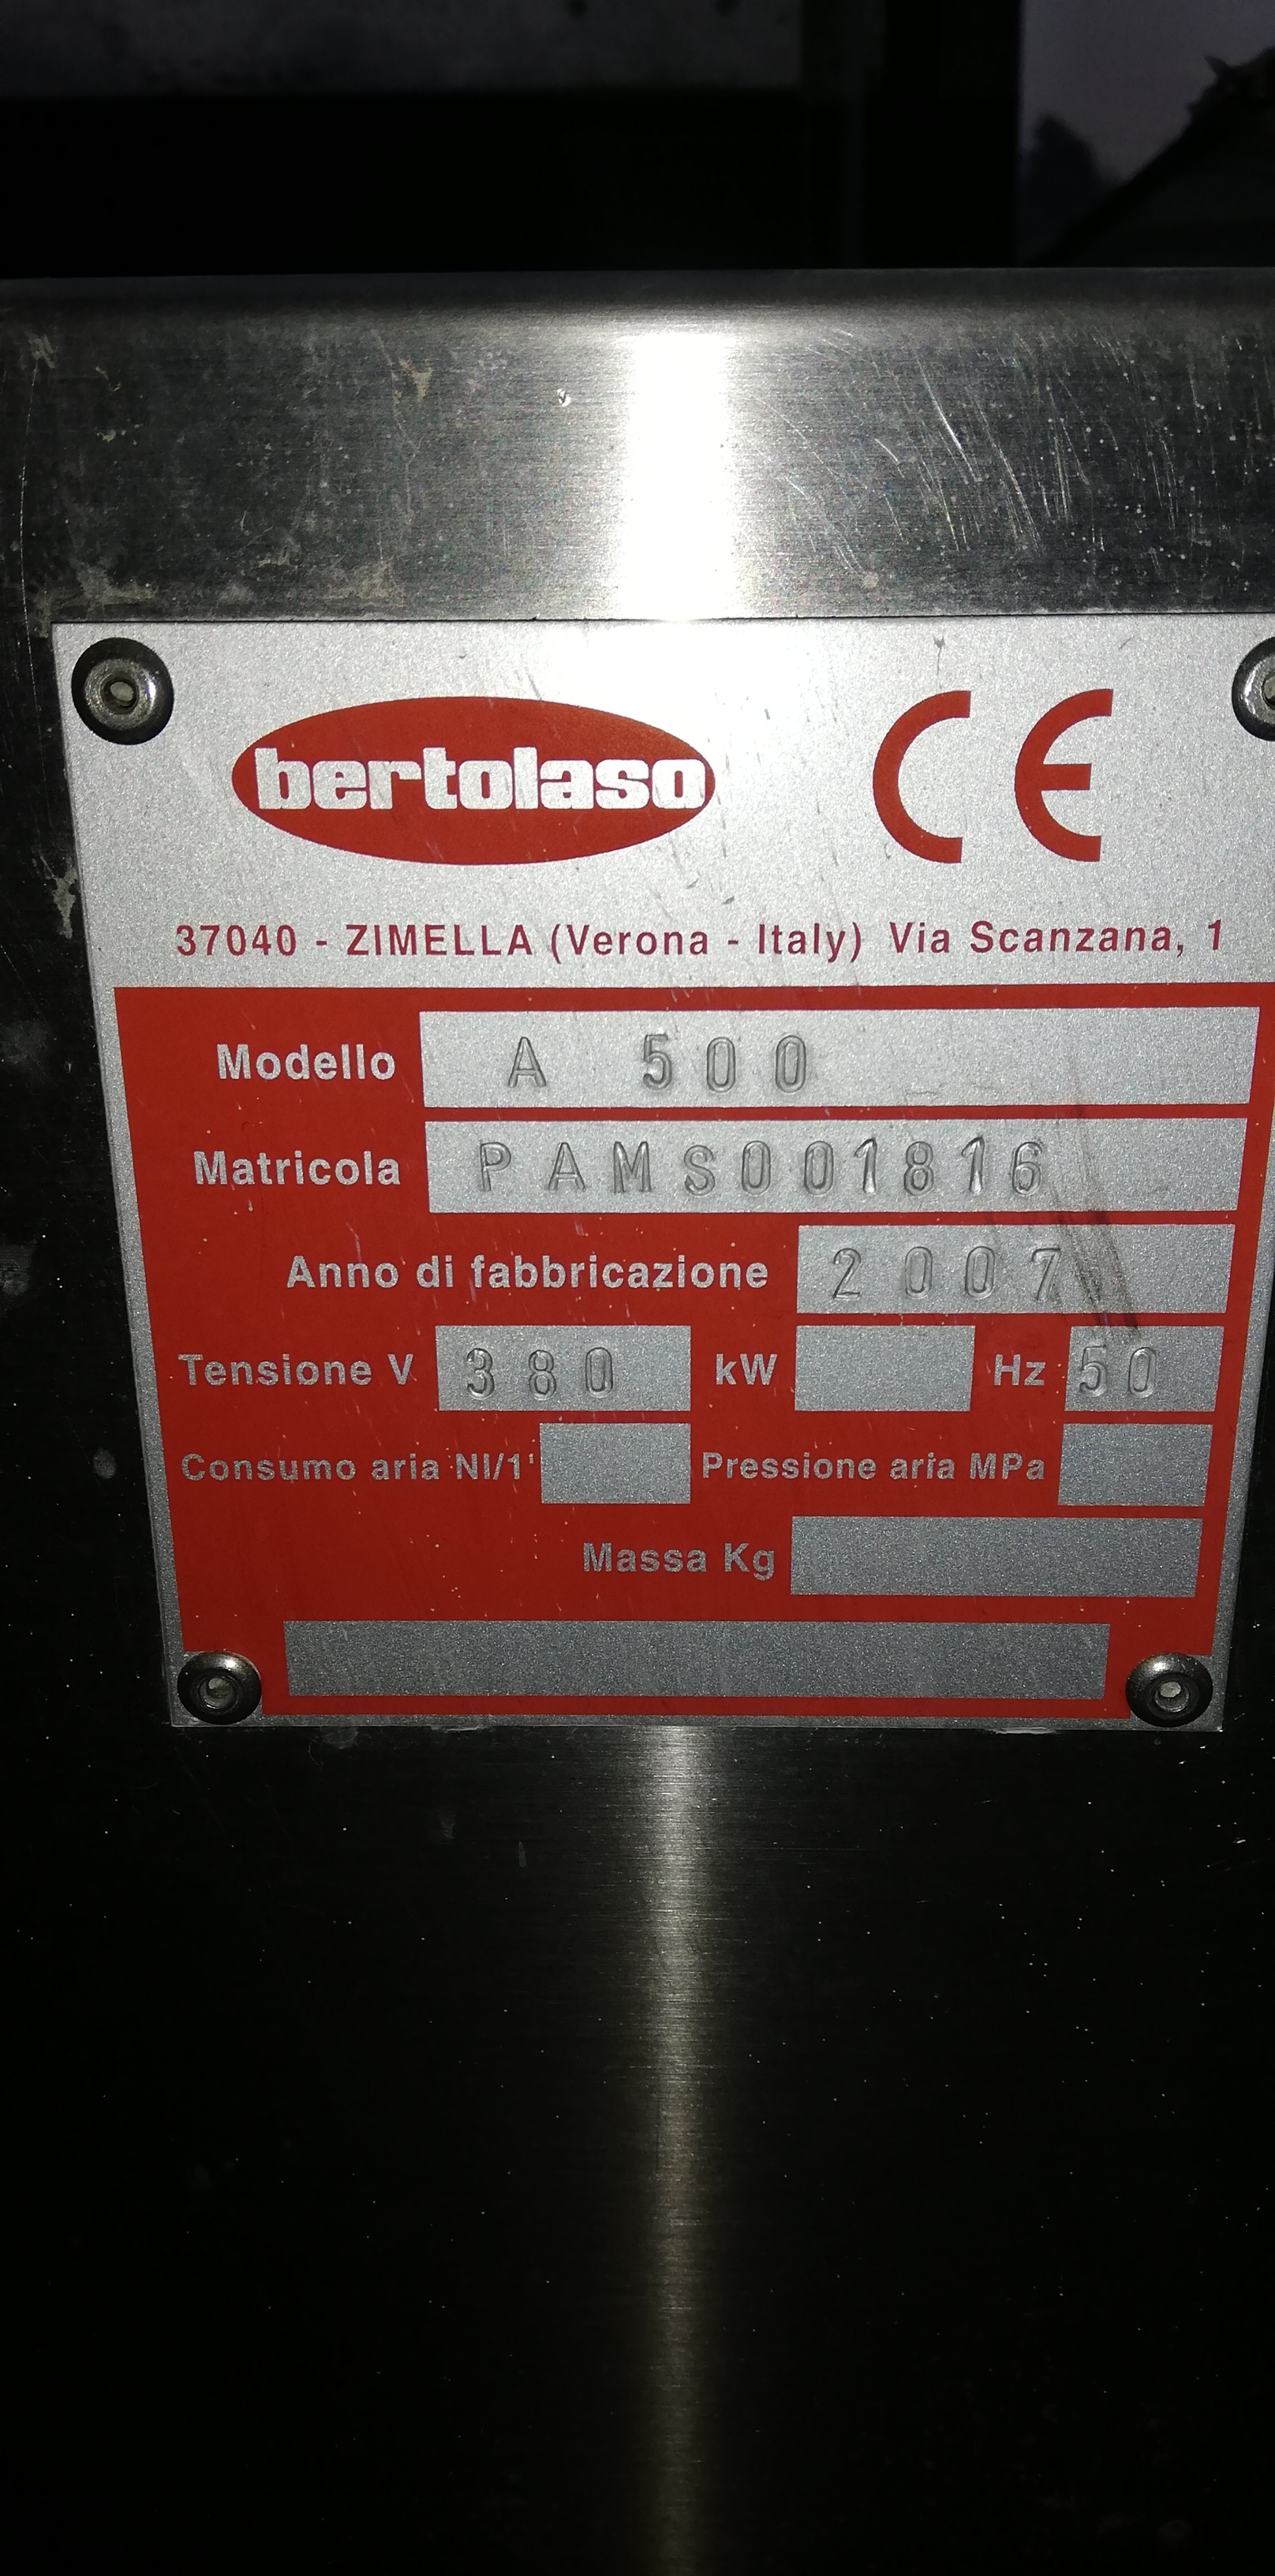 bertolaso CE
37040 - ZIMELLA (Verona - Italy) Via Scanzana, 1
Modello A 500
Matricola PAMS001816
Anno di fabbricazione 2007
Tensione V 380 kW Hz 50
Consumo aria Nl/1' Pressione aria MPa
Massa Kg